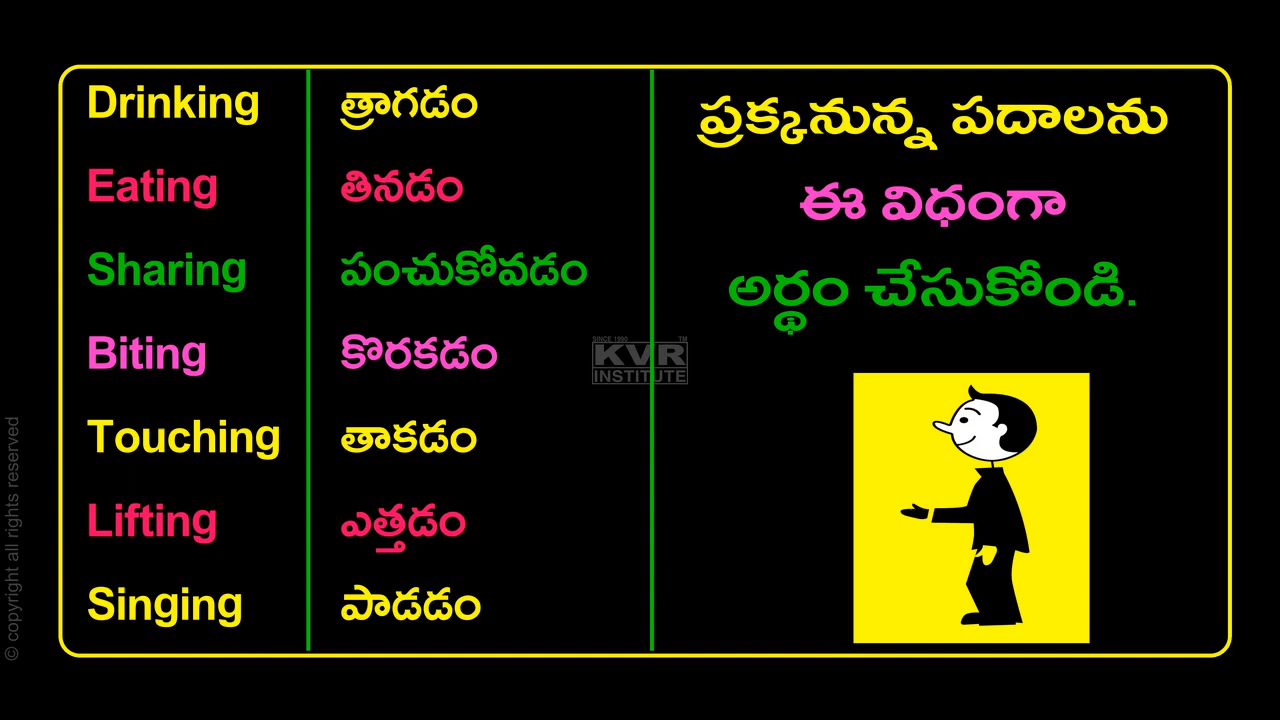 Drinking త్రాగడం
Eating తినడం
Sharing పంచుకోవడం
Biting కొరకడం
Touching తాకడం
Lifting ఎత్తడం
Singing పాడడం
ప్రక్కనున్న పదాలను
ఈ విధంగా
అర్థం చేసుకోండి.
SINCE 1990 TM
KVR
INSTITUTE
© copyright all rights reserved